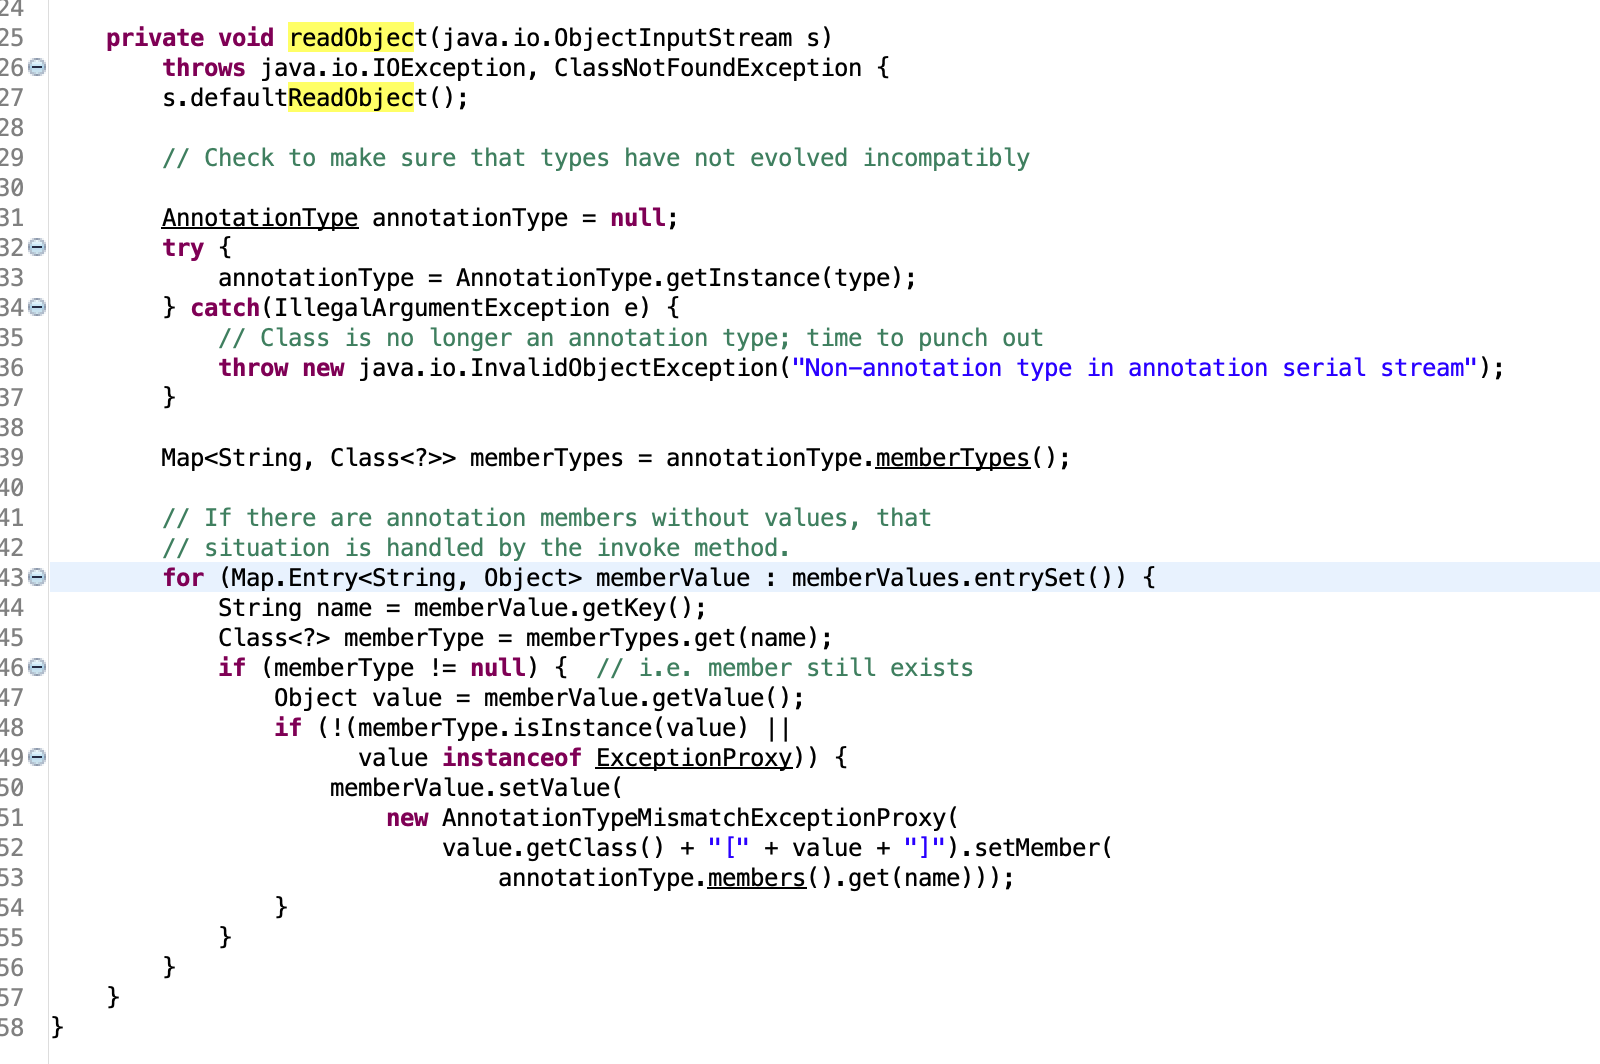 24
25 private void readObject(java.io.ObjectInputStream s)
26 throws java.io.IOException, ClassNotFoundException {
27 s.defaultReadObject();
28
29 // Check to make sure that types have not evolved incompatibly
30
31 AnnotationType annotationType = null;
32 try {
33 annotationType = AnnotationType.getInstance(type);
34 } catch(IllegalArgumentException e) {
35 // Class is no longer an annotation type; time to punch out
36 throw new java.io.InvalidObjectException("Non-annotation type in annotation serial stream");
37 }
38
39 Map<String, Class<?>> memberTypes = annotationType.memberTypes();
40
41 // If there are annotation members without values, that
42 // situation is handled by the invoke method.
43 for (Map.Entry<String, Object> memberValue : memberValues.entrySet()) {
44 String name = memberValue.getKey();
45 Class<?> memberType = memberTypes.get(name);
46 if (memberType != null) {  // i.e. member still exists
47 Object value = memberValue.getValue();
48 if (!(memberType.isInstance(value) ||
49 value instanceof ExceptionProxy)) {
50 memberValue.setValue(
51 new AnnotationTypeMismatchExceptionProxy(
52 value.getClass() + "[" + value + "]").setMember(
53 annotationType.members().get(name)));
54 }
55 }
56 }
57 }
58 }